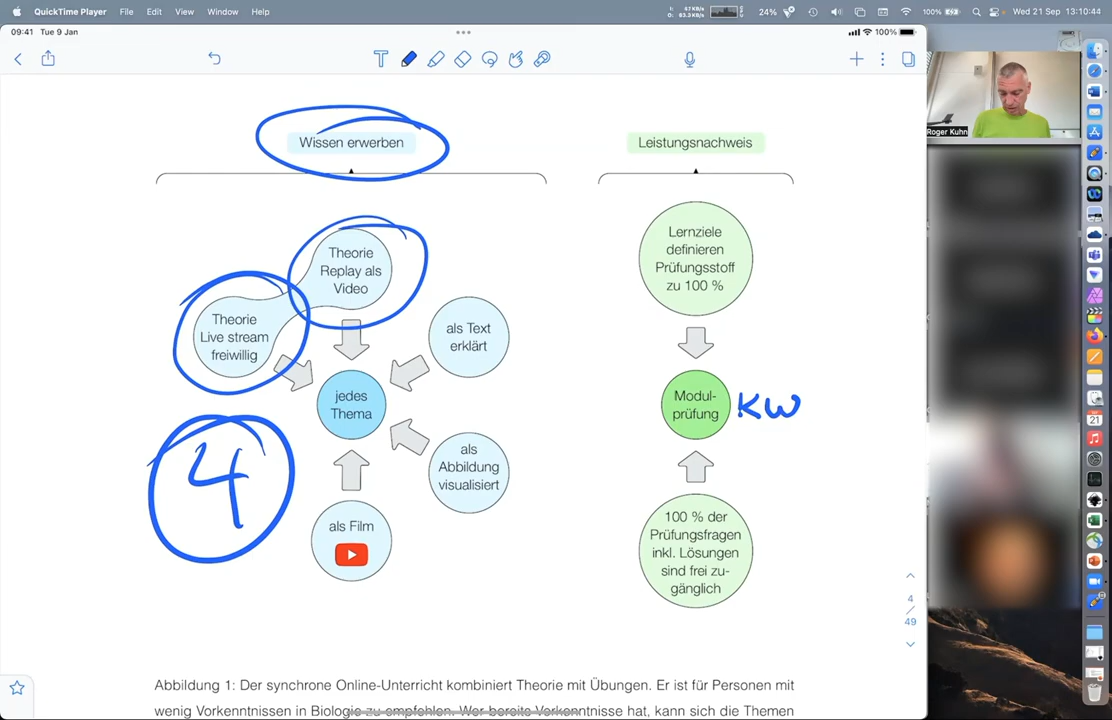 QuickTime Player File Edit View Window Help
24% 100% Wed 21 Sep 13:10:44
09:41 Tue 9 Jan
100%
Roger Kuhn
Wissen erwerben
Leistungsnachweis
Theorie
Replay als
Video
Theorie
Live stream
freiwillig
als Text
erklärt
jedes
Thema
als
Abbildung
visualisiert
als Film
4
Lernziele
definieren
Prüfungsstoff
zu 100 %
Modul-
prüfung
KW
100 % der
Prüfungsfragen
inkl. Lösungen
sind frei zu-
gänglich
4
/
49
Abbildung 1: Der synchrone Online-Unterricht kombiniert Theorie mit Übungen. Er ist für Personen mit
wenig Vorkenntnissen in Biologie zu empfehlen. Wer bereits Vorkenntnisse hat, kann sich die Themen